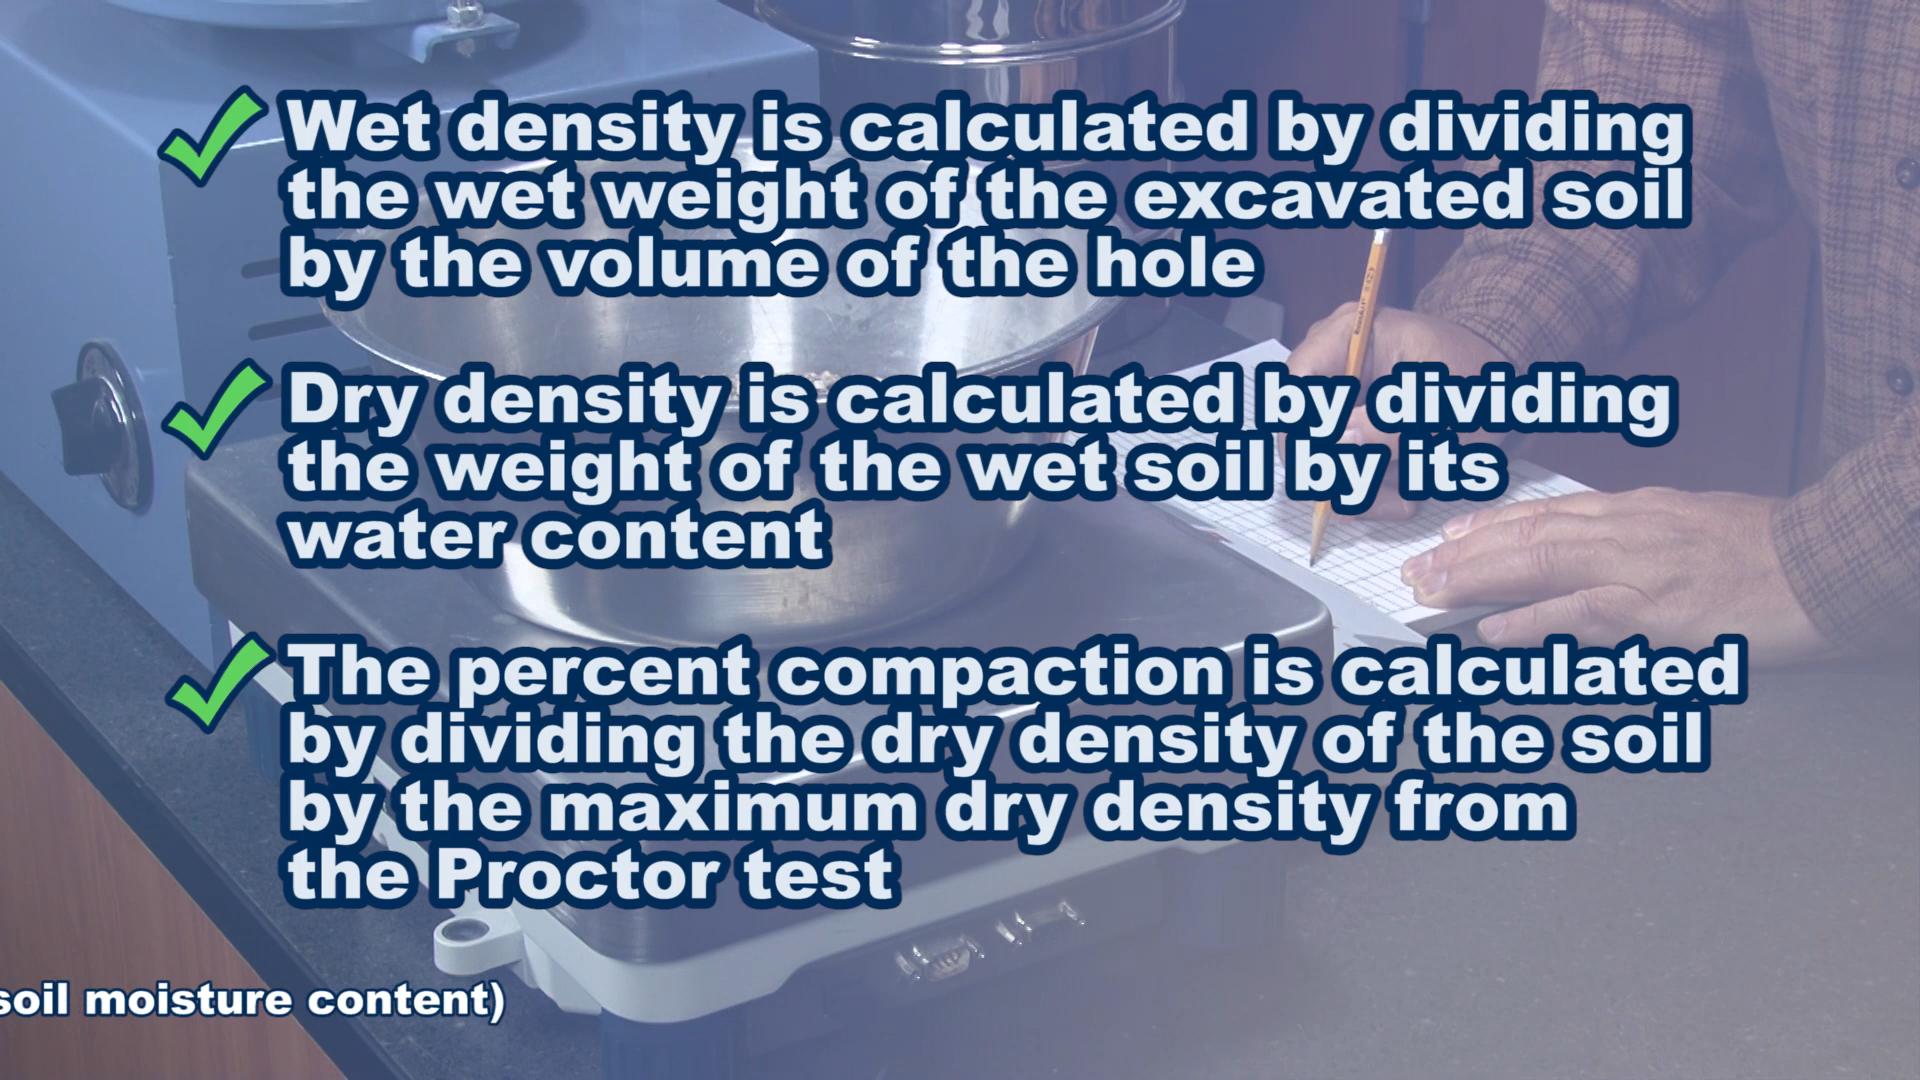 Wet density is calculated by dividing
the wet weight of the excavated soil
by the volume of the hole
Dry density is calculated by dividing
the weight of the wet soil by its
water content
The percent compaction is calculated
by dividing the dry density of the soil
by the maximum dry density from
the Proctor test
soil moisture content)